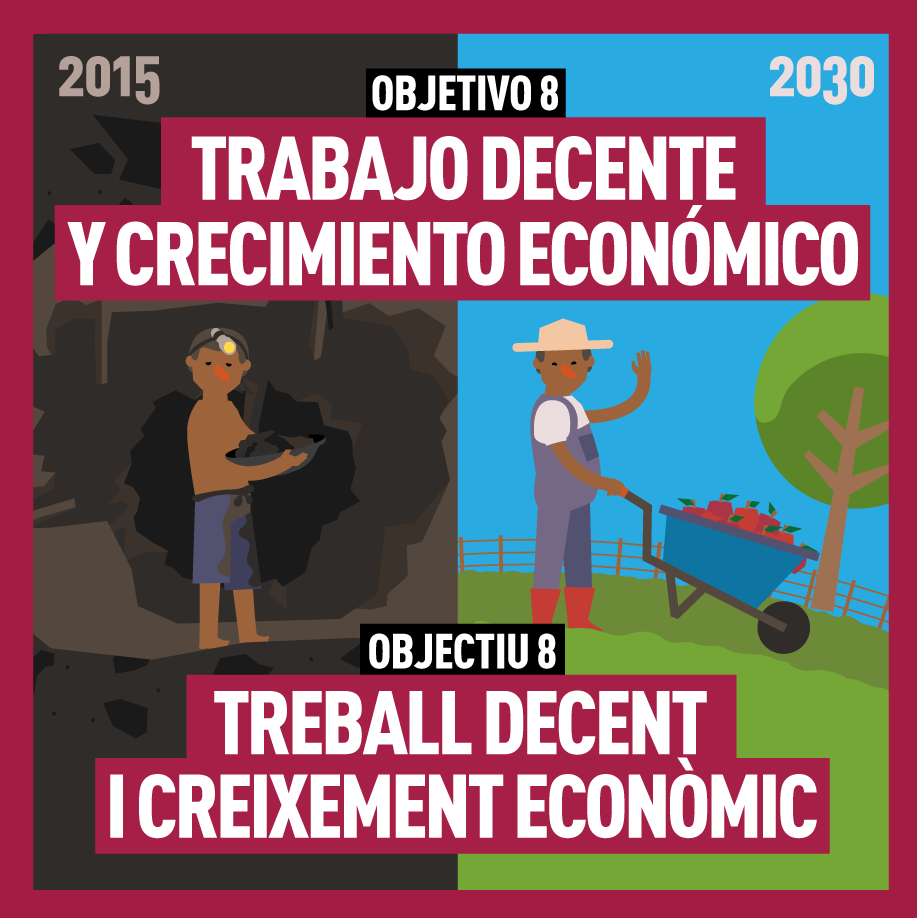 2015
2030
OBJETIVO 8
TRABAJO DECENTE
Y CRECIMIENTO ECONÓMICO
OBJECTIU 8
TREBALL DECENT
I CREIXEMENT ECONÒMIC